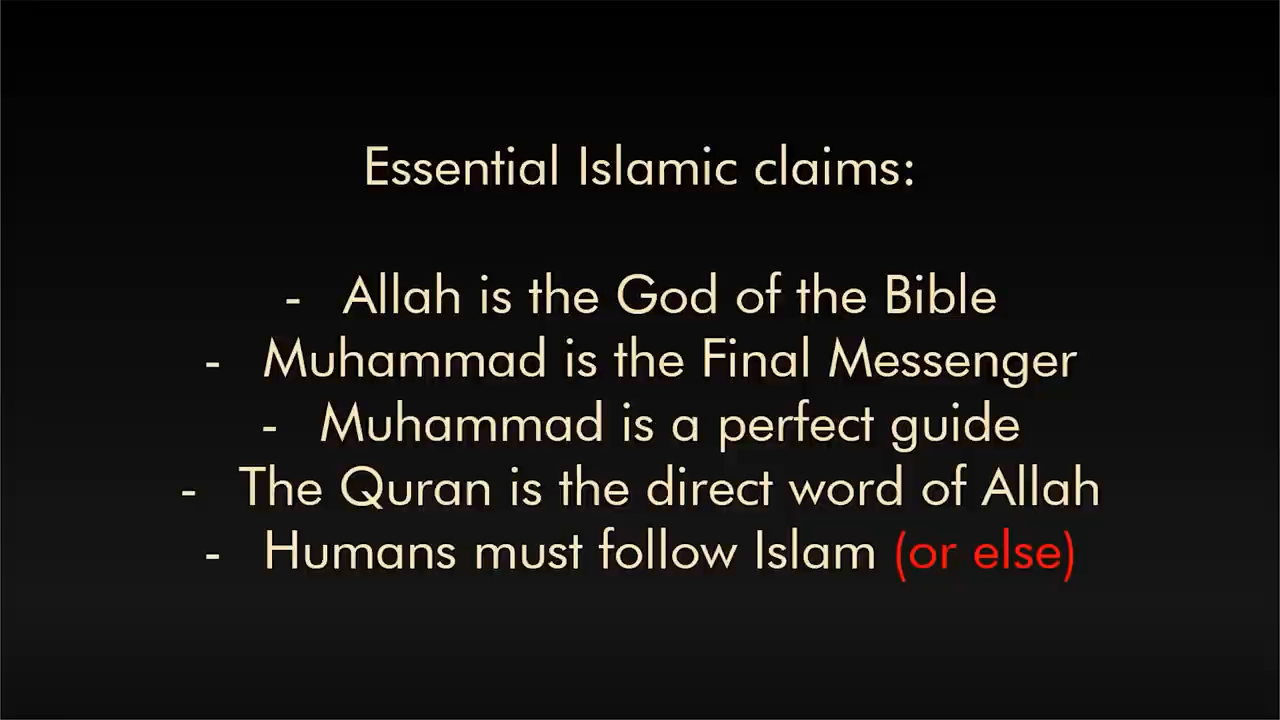 Essential Islamic claims:
- Allah is the God of the Bible
- Muhammad is the Final Messenger
- Muhammad is a perfect guide
- The Quran is the direct word of Allah
- Humans must follow Islam (or else)